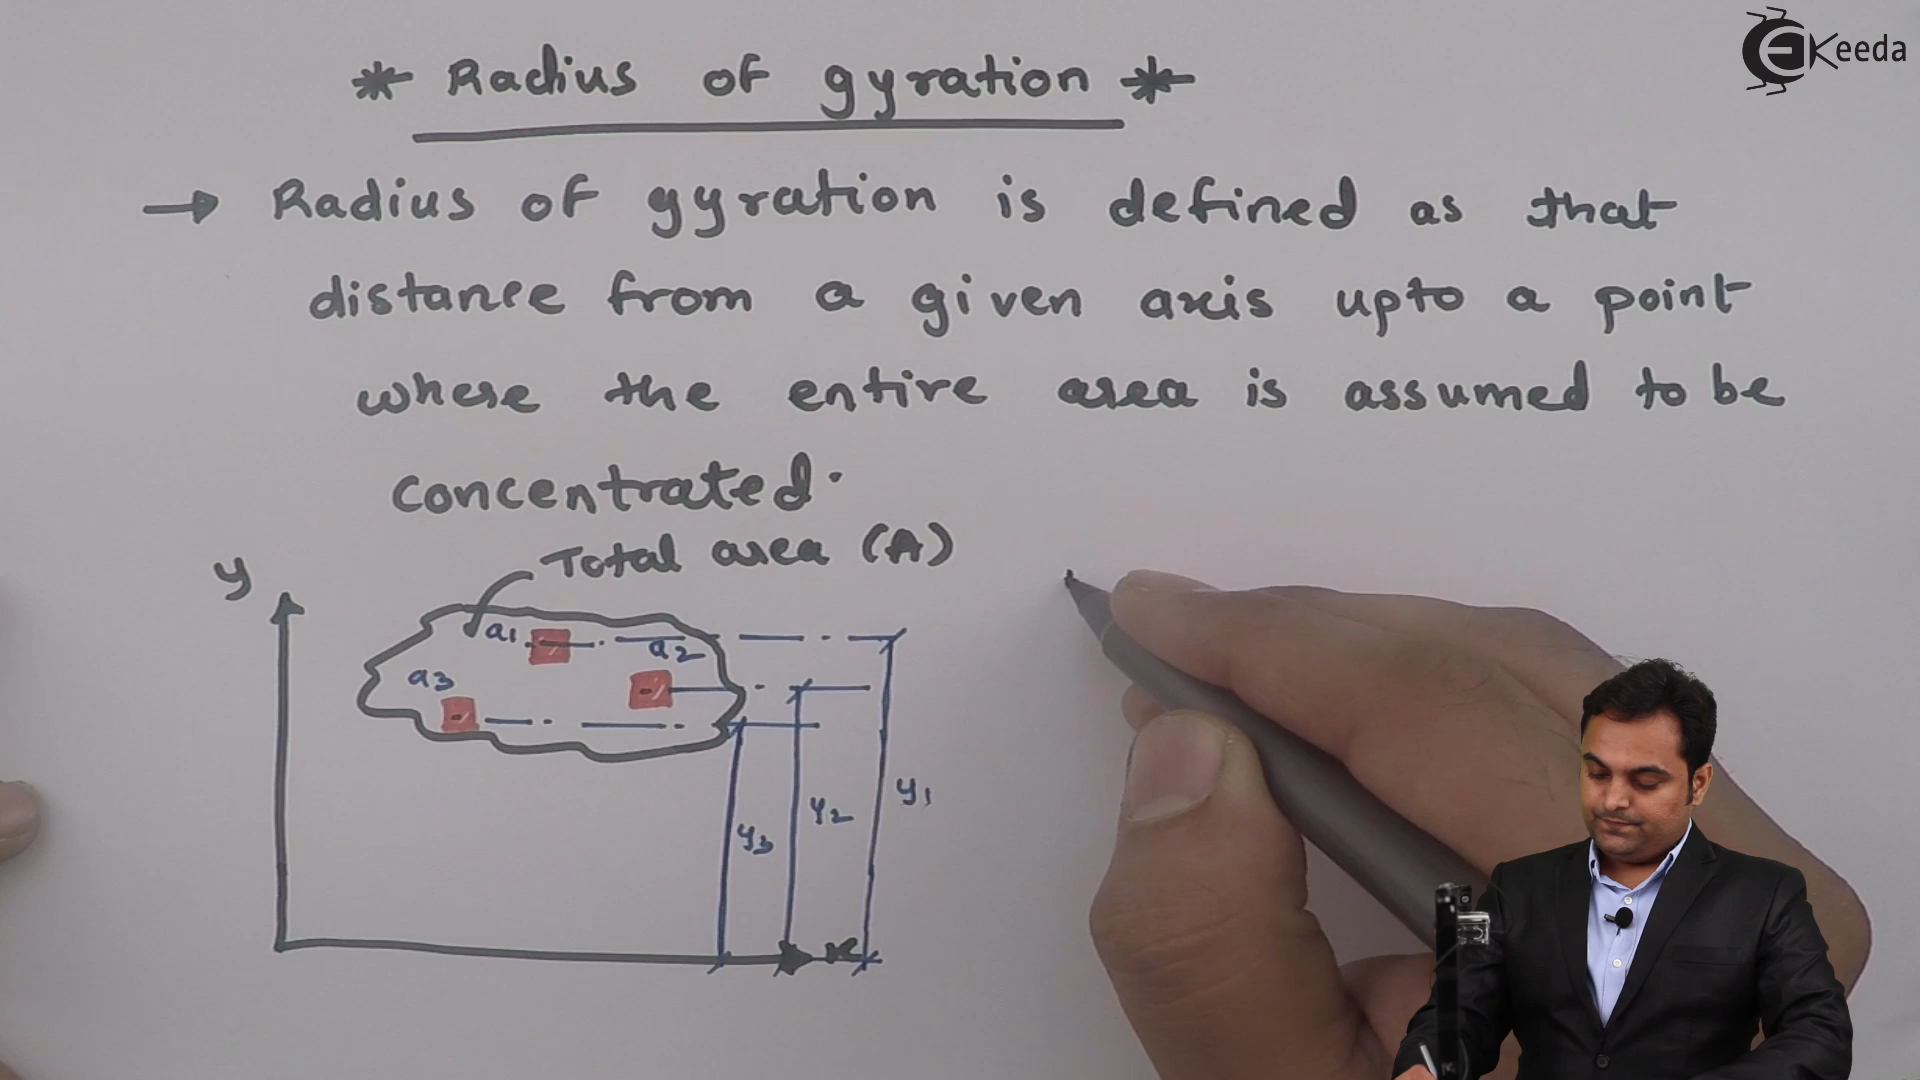 EKeeda
* Radius of gyration *
→ Radius of gyration is defined as that
distance from a given axis upto a point
where the entire area is assumed to be
concentrated.
Total area (A)
y
a1
a2
a3
y1
y2
y3
x